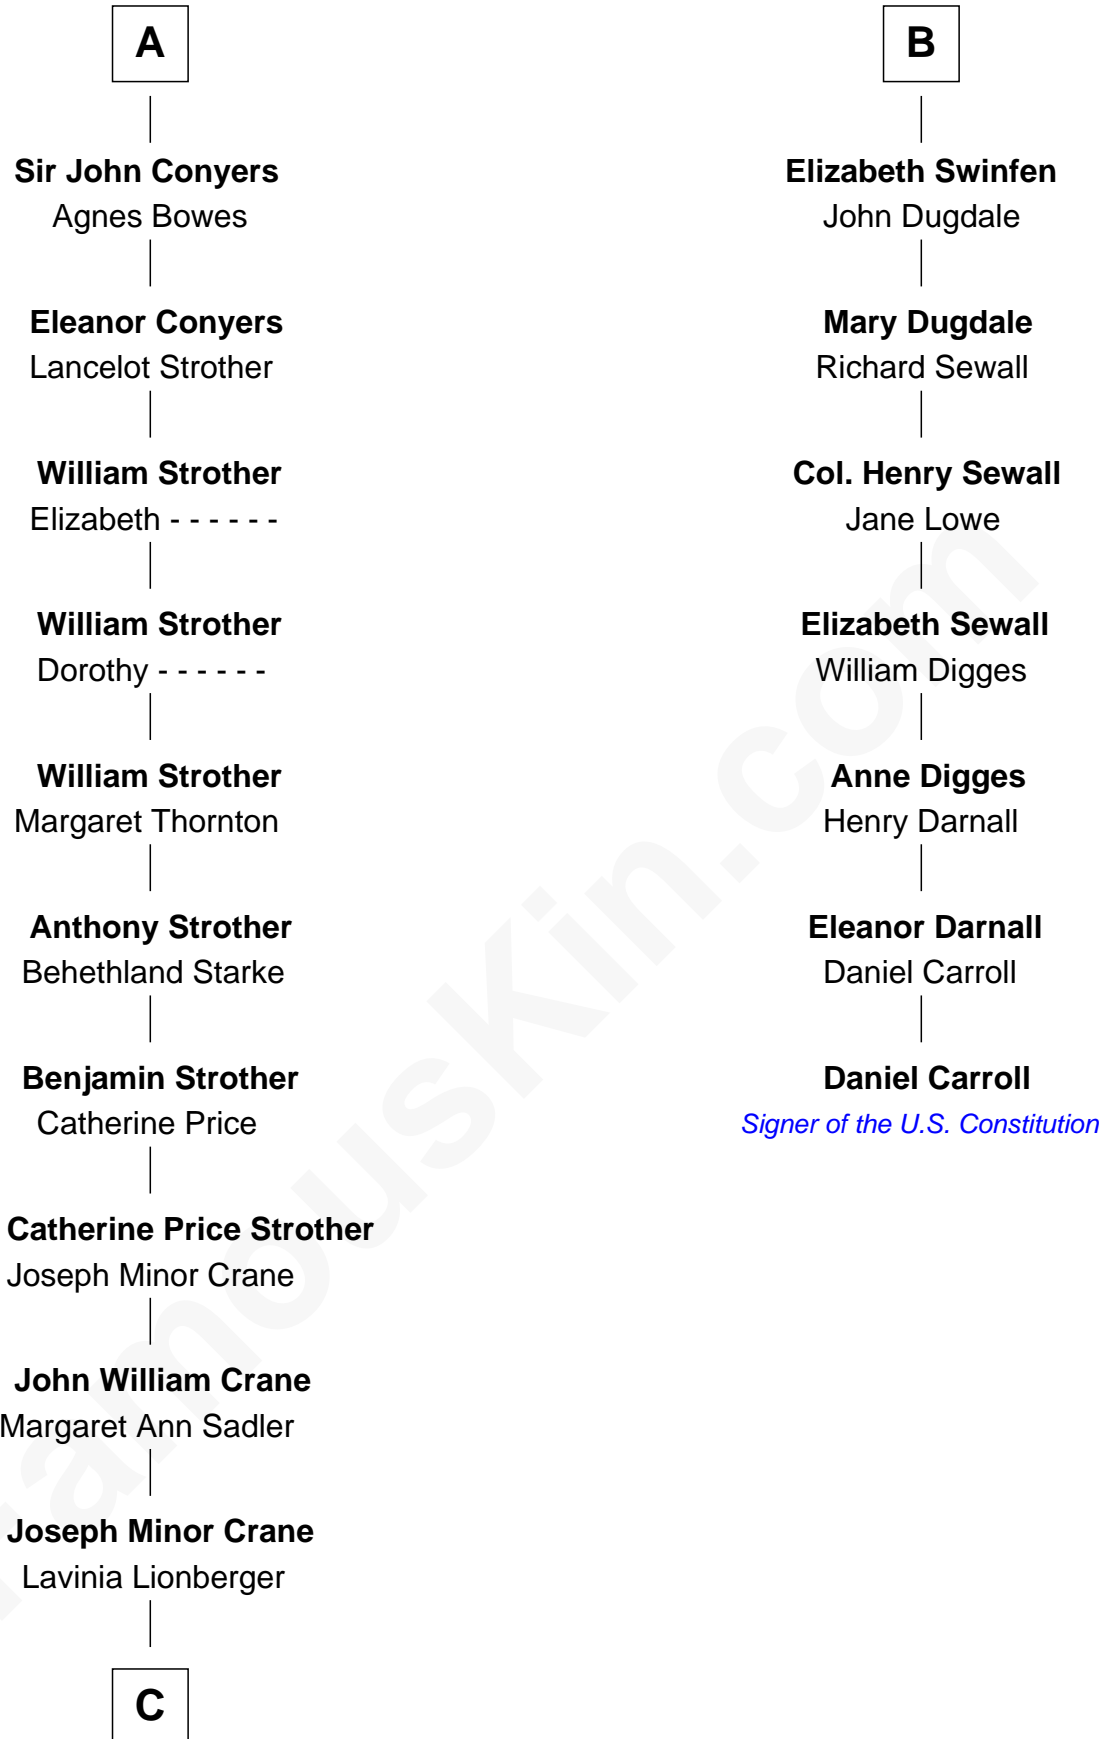 A
Sir John Conyers
Agnes Bowes
Eleanor Conyers
Lancelot Strother
William Strother
Elizabeth - - - - - -
William Strother
Dorothy - - - - - -
William Strother
Margaret Thornton
Anthony Strother
Behethland Starke
Benjamin Strother
Catherine Price
Catherine Price Strother
Joseph Minor Crane
John William Crane
Margaret Ann Sadler
Joseph Minor Crane
Lavinia Lionberger
C
B
Elizabeth Swinfen
John Dugdale
Mary Dugdale
Richard Sewall
Col. Henry Sewall
Jane Lowe
Elizabeth Sewall
William Digges
Anne Digges
Henry Darnall
Eleanor Darnall
Daniel Carroll
Daniel Carroll
Signer of the U.S. Constitution
FamousKin.com